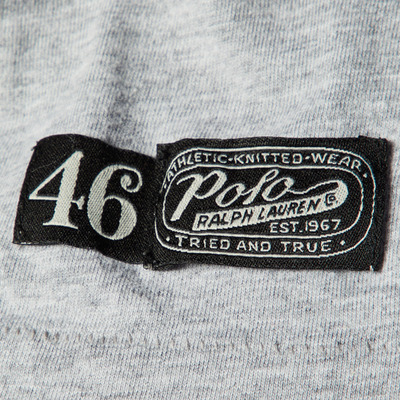 46
ATHLETIC·KNITTED·WEAR
Polo
RALPH LAUREN
EST. 1967
· TRIED AND TRUE ·